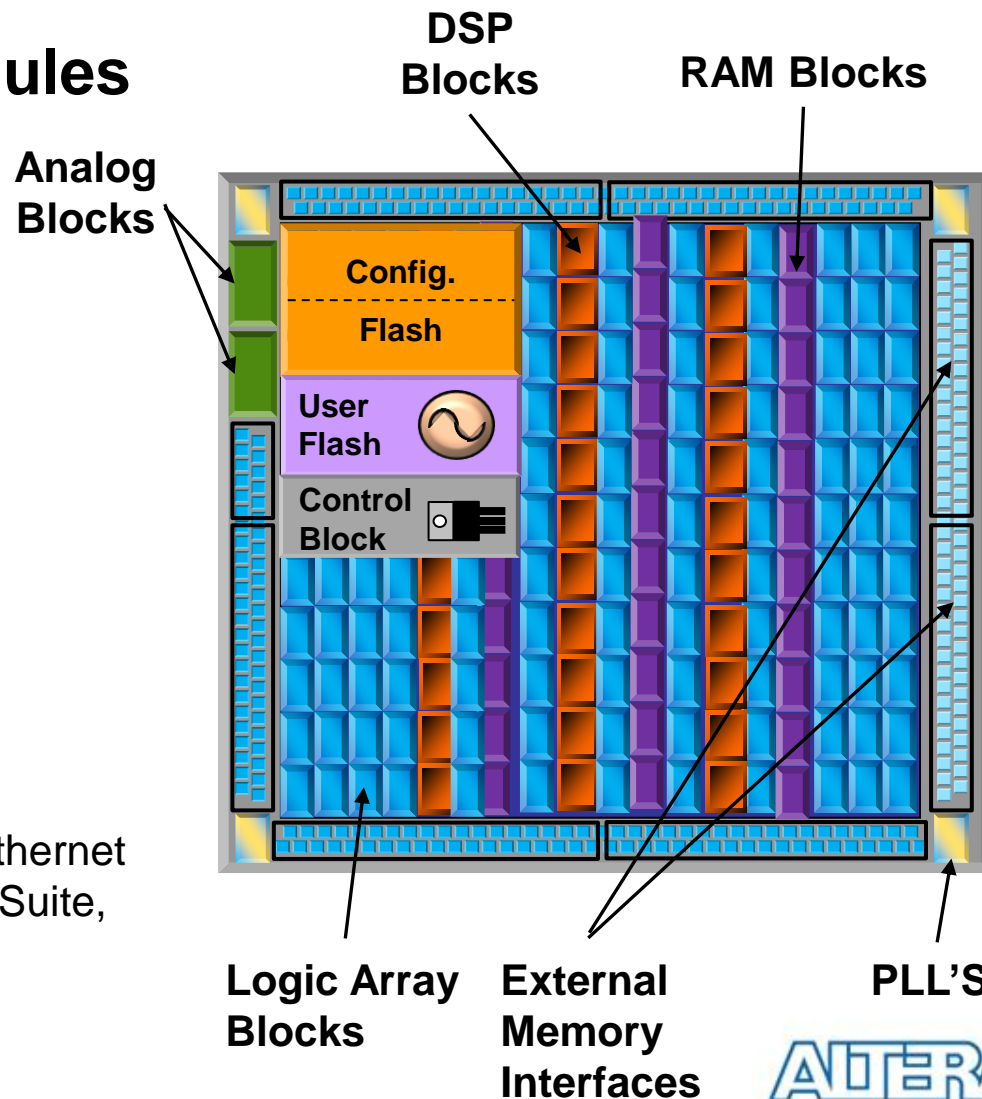 ules
DSP
Blocks
RAM Blocks
Analog
Blocks
Config.
Flash
User
Flash
Control
Block
thernet
Suite,
Logic Array
Blocks
External
Memory
Interfaces
PLL'S
ALTER